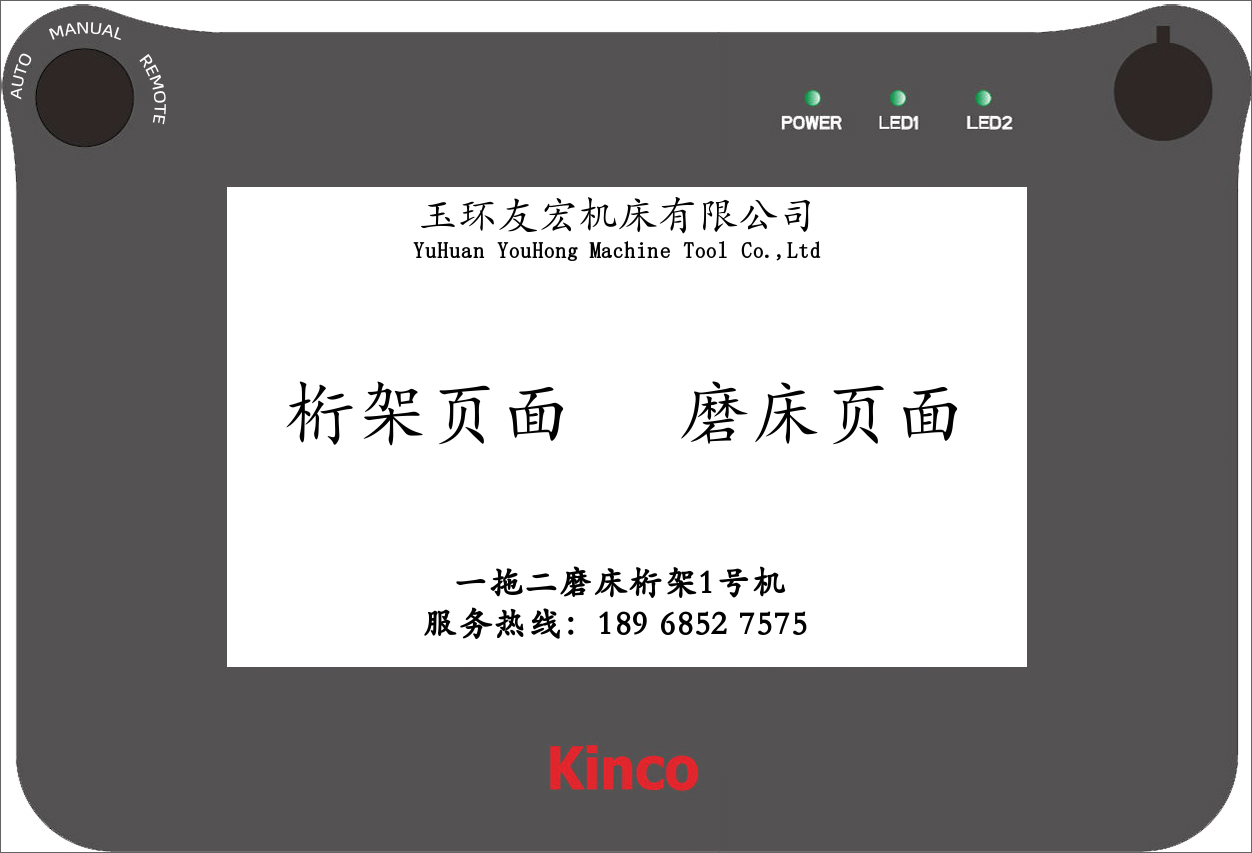 MANUAL
AUTO
REMOTE
POWER LED1 LED2
玉环友宏机床有限公司
YuHuan YouHong Machine Tool Co.,Ltd
桁架页面 磨床页面
一拖二磨床桁架1号机
服务热线：189 6852 7575
Kinco